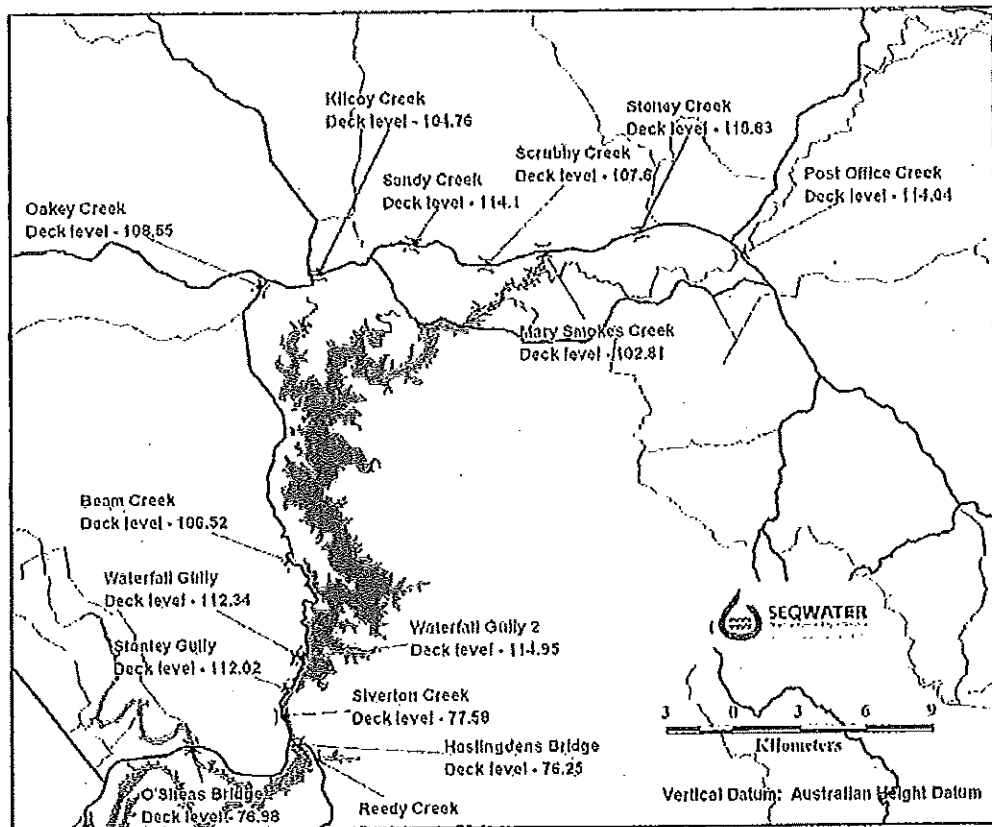 Kilcoy Creek
Deck level - 104.76
Stoney Creek
Deck level - 110.83
Scrubby Creek
Deck level - 107.6
Sandy Creek
Deck level - 114.1
Post Office Creek
Deck level - 114.04
Oakey Creek
Deck level - 108.55
Mary Smokes Creek
Deck level - 102.81
Beam Creek
Deck level - 106.52
Waterfall Gully
Deck level - 112.34
Waterfall Gully 2
Deck level - 114.95
Stanley Gully
Deck level - 112.02
SEQWATER
Siverton Creek
Deck level - 77.59
Haslingdens Bridge
Deck level - 76.25
3 0 3 6 9
Kilometers
O'Sheas Bridge
Deck level - 76.98
Reedy Creek
Vertical Datum: Australian Height Datum